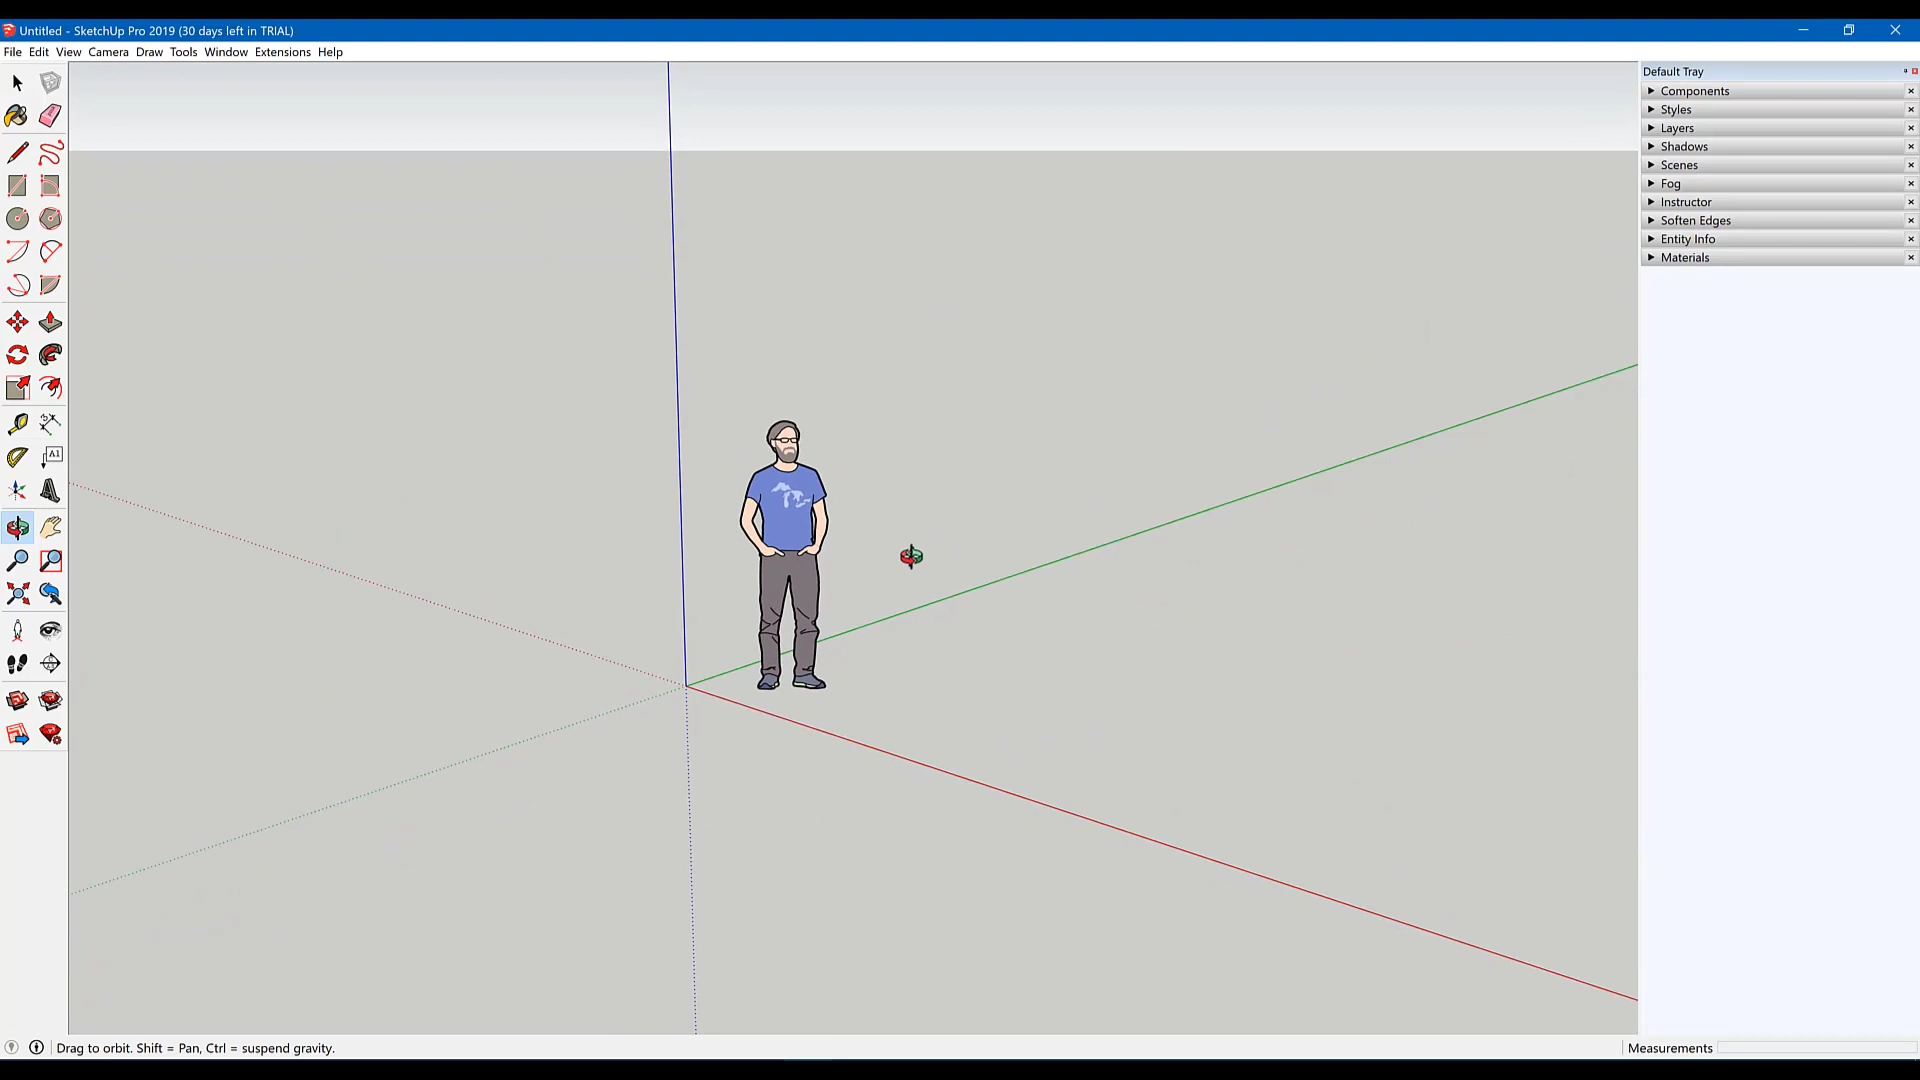 Untitled - SketchUp Pro 2019 (30 days left in TRIAL)
File Edit View Camera Draw Tools Window Extensions Help
Default Tray
Components
Styles
Layers
Shadows
Scenes
Fog
Instructor
Soften Edges
Entity Info
Materials
A1
Drag to orbit. Shift = Pan, Ctrl = suspend gravity.
Measurements